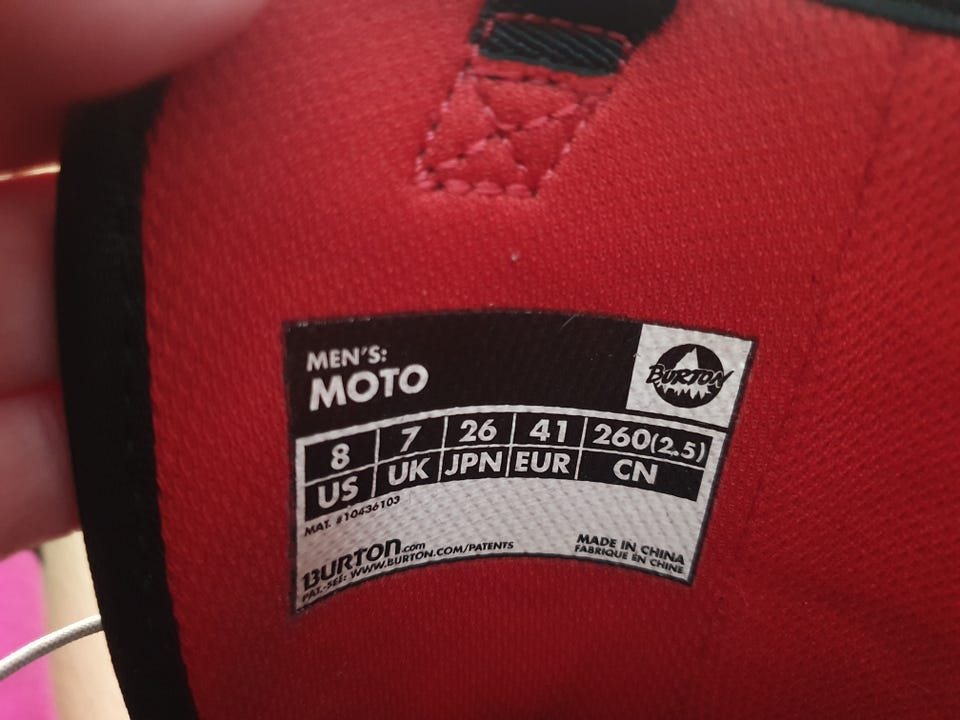 MEN'S:
MOTO
BURTON
8 7 26 41 260(2.5)
US UK JPN EUR CN
MAT. #10436103
BURTON.com
PAT.-SEE: WWW.BURTON.COM/PATENTS
MADE IN CHINA
FABRIQUE EN CHINE